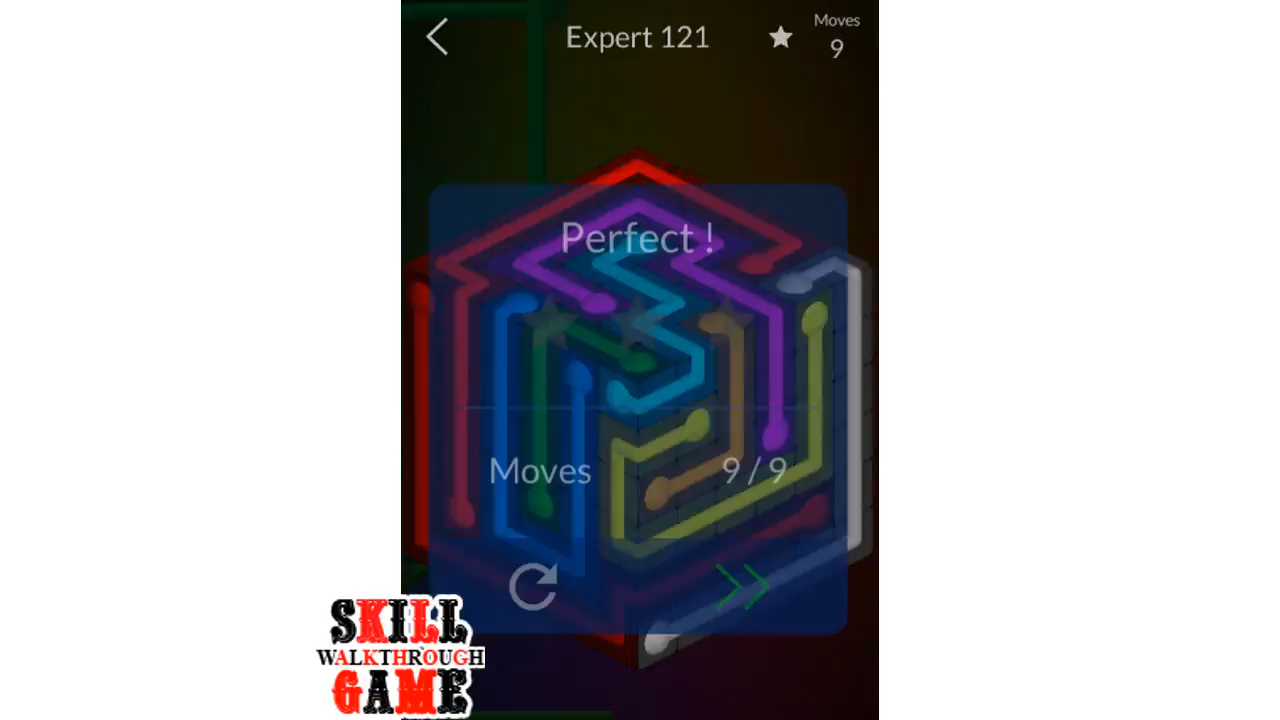 Expert 121
Moves
9
Perfect !
Moves
9 / 9
SKILL
WALKTHROUGH
GAME